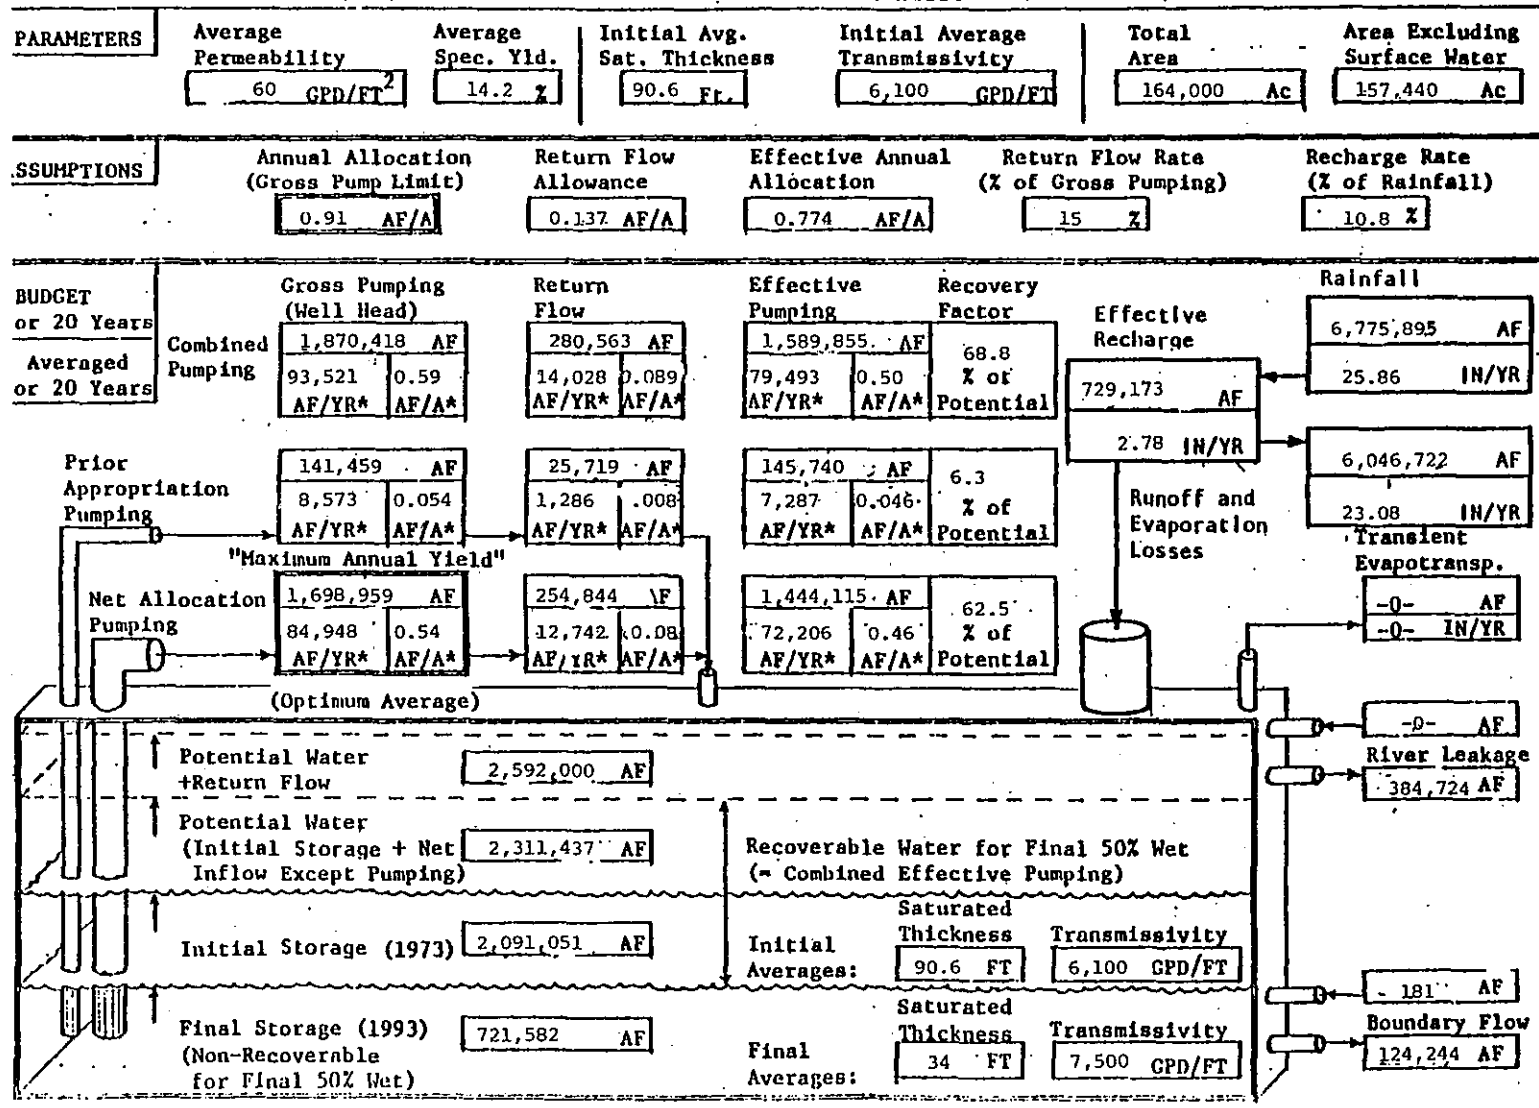 PARAMETERS
Average Permeability
60 GPD/FT²
Average Spec. Yld.
14.2 %
Initial Avg. Sat. Thickness
90.6 Ft.
Initial Average Transmissivity
6,100 GPD/FT
Total Area
164,000 Ac
Area Excluding Surface Water
157,440 Ac
.SSUMPTIONS
Annual Allocation (Gross Pump Limit)
0.91 AF/A
Return Flow Allowance
0.137 AF/A
Effective Annual Allocation
0.774 AF/A
Return Flow Rate (% of Gross Pumping)
15 %
Recharge Rate (% of Rainfall)
10.8 %
BUDGET
or 20 Years
Averaged
or 20 Years
Combined Pumping
Gross Pumping (Well Head)
1,870,418 AF
93,521 AF/YR*
0.59 AF/A*
Return Flow
280,563 AF
14,028 AF/YR*
0.089 AF/A*
Effective Pumping
1,589,855. AF
79,493 AF/YR*
0.50 AF/A*
Recovery Factor
68.8 % of Potential
Effective Recharge
729,173 AF
2.78 IN/YR
Rainfall
6,775,895 AF
25.86 IN/YR
6,046,722 AF
23.08 IN/YR
Runoff and Evaporation Losses
Prior Appropriation Pumping
141,459 AF
8,573 AF/YR*
0.054 AF/A*
25,719 AF
1,286 AF/YR*
.008 AF/A*
145,740 AF
7,287 AF/YR*
0.046 AF/A*
6.3 % of Potential
"Maximum Annual Yield"
Net Allocation Pumping
1,698,959 AF
84,948 AF/YR*
0.54 AF/A*
254,844 \F
12,742 AF/YR*
0.08 AF/A*
1,444,115 AF
72,206 AF/YR*
0.46 AF/A*
62.5 % of Potential
(Optimum Average)
Transient Evapotransp.
-0- AF
-0- IN/YR
-0- AF
River Leakage
384,724 AF
Potential Water
+Return Flow
2,592,000 AF
Potential Water
(Initial Storage + Net
Inflow Except Pumping)
2,311,437 AF
Recoverable Water for Final 50% Wet
(= Combined Effective Pumping)
Initial Storage (1973)
2,091,051 AF
Initial Averages:
Saturated Thickness
90.6 FT
Transmissivity
6,100 GPD/FT
Final Storage (1993)
(Non-Recoverable
for Final 50% Wet)
721,582 AF
Final Averages:
Saturated Thickness
34 FT
Transmissivity
7,500 GPD/FT
181 AF
Boundary Flow
124,244 AF